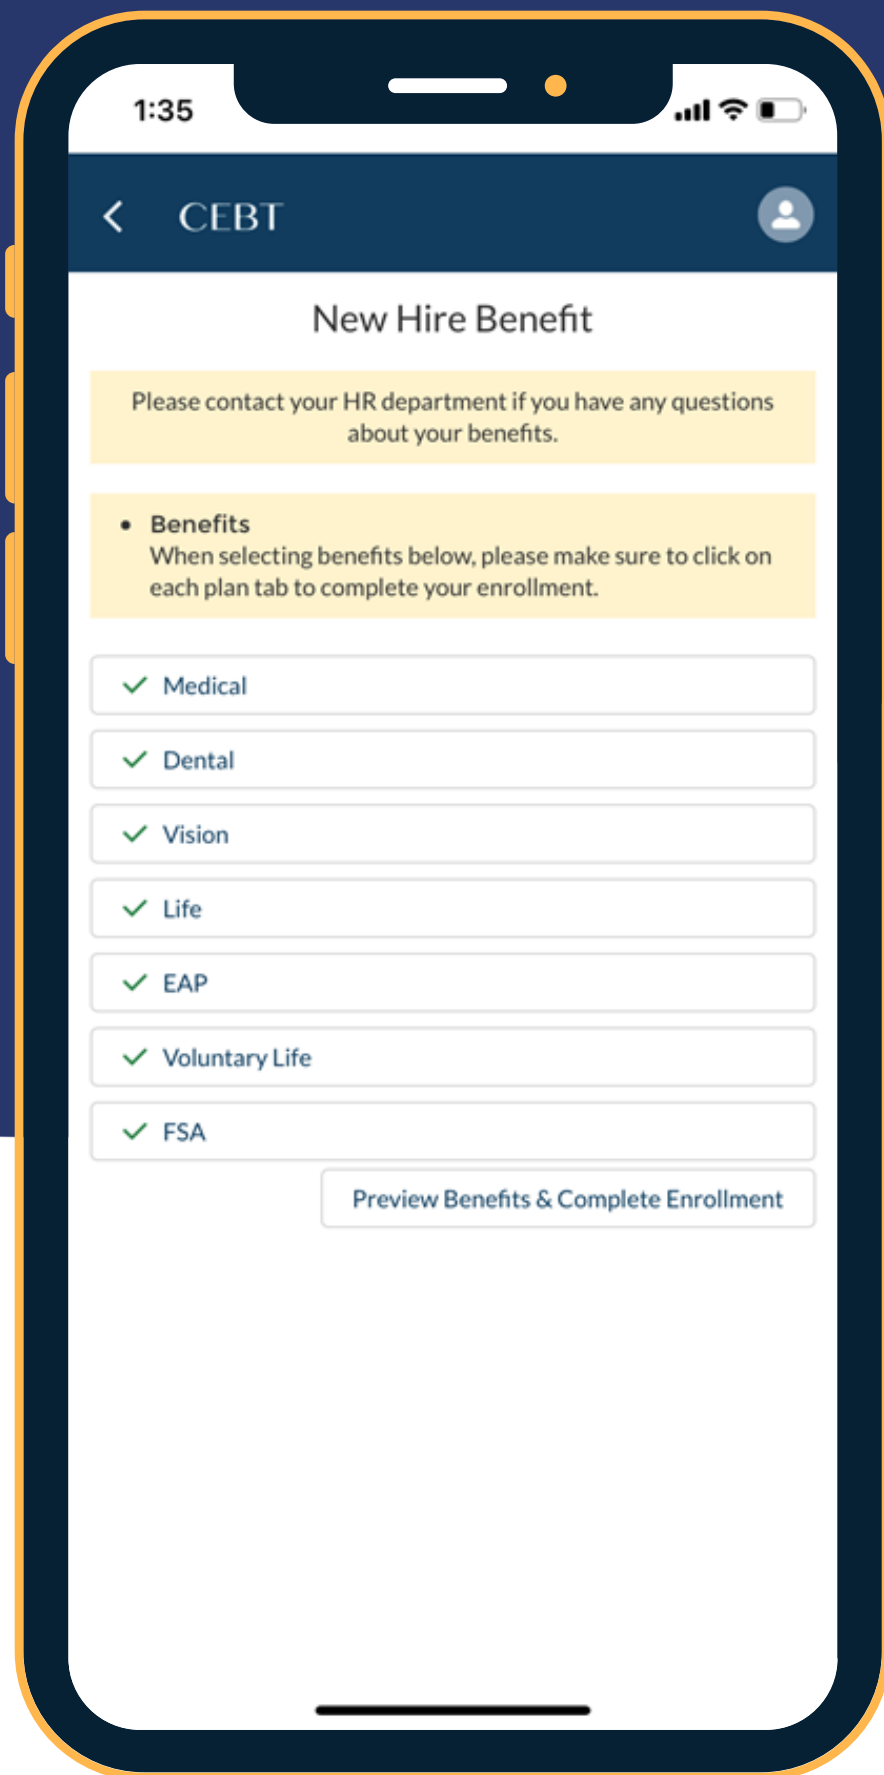 1:35
CEBT
New Hire Benefit
Please contact your HR department if you have any questions
about your benefits.
• Benefits
When selecting benefits below, please make sure to click on
each plan tab to complete your enrollment.
Medical
Dental
Vision
Life
EAP
Voluntary Life
FSA
Preview Benefits & Complete Enrollment